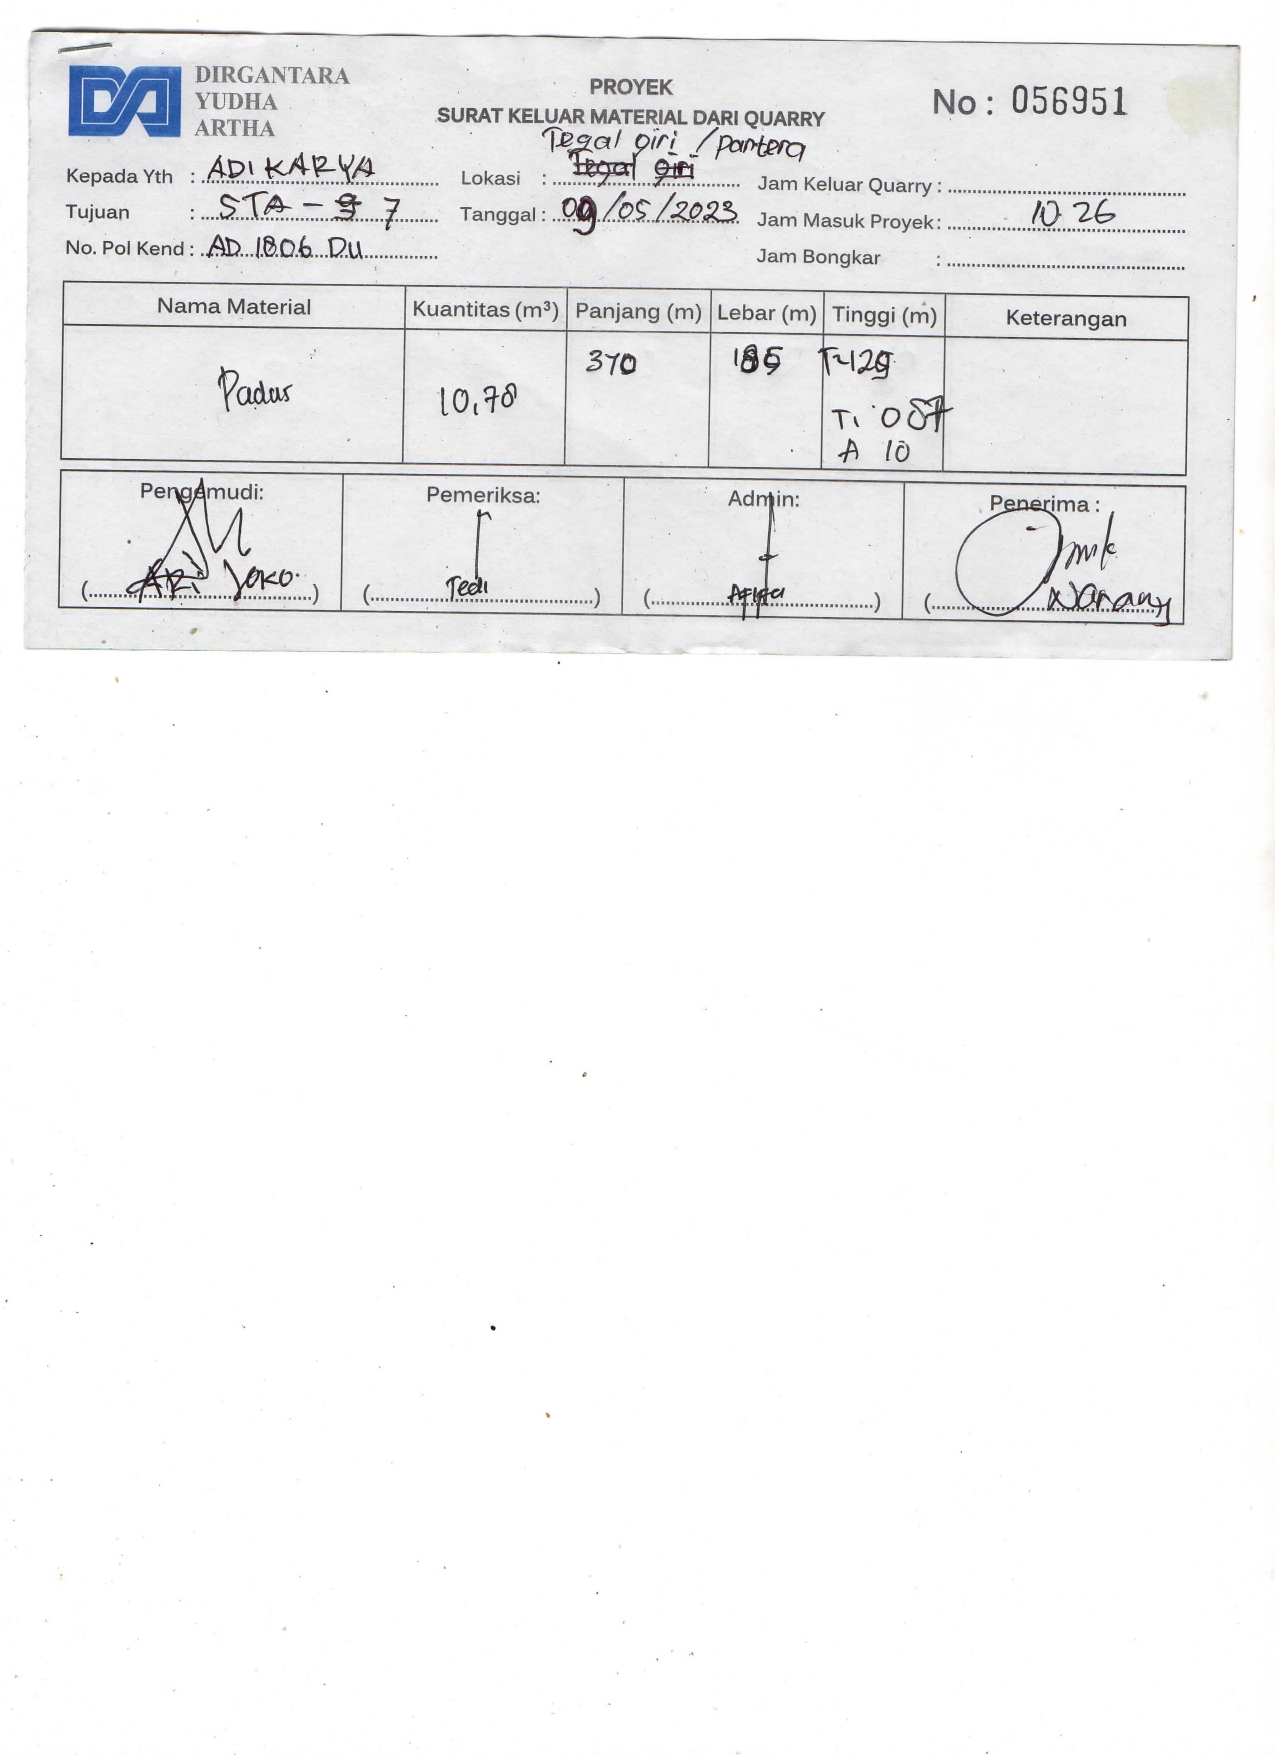 DIRGANTARA
YUDHA
ARTHA
PROYEK
SURAT KELUAR MATERIAL DARI QUARRY
No : 056951
Tegal giri / pantera
Kepada Yth : ADI KARYA
Lokasi : Tegal giri
Jam Keluar Quarry :
Tujuan : STA - 9 7
Tanggal : 09/05/2023
Jam Masuk Proyek : 10 26
No. Pol Kend : AD 1806 DU
Jam Bongkar :
Nama Material Kuantitas (m³) Panjang (m) Lebar (m) Tinggi (m) Keterangan
Padas 10,78 370 185 T-129
Ti 087
A 10
Pengemudi: Pemeriksa: Admin: Penerima :
(ARI JOKO) (Tedi) ( ) (Nanang)